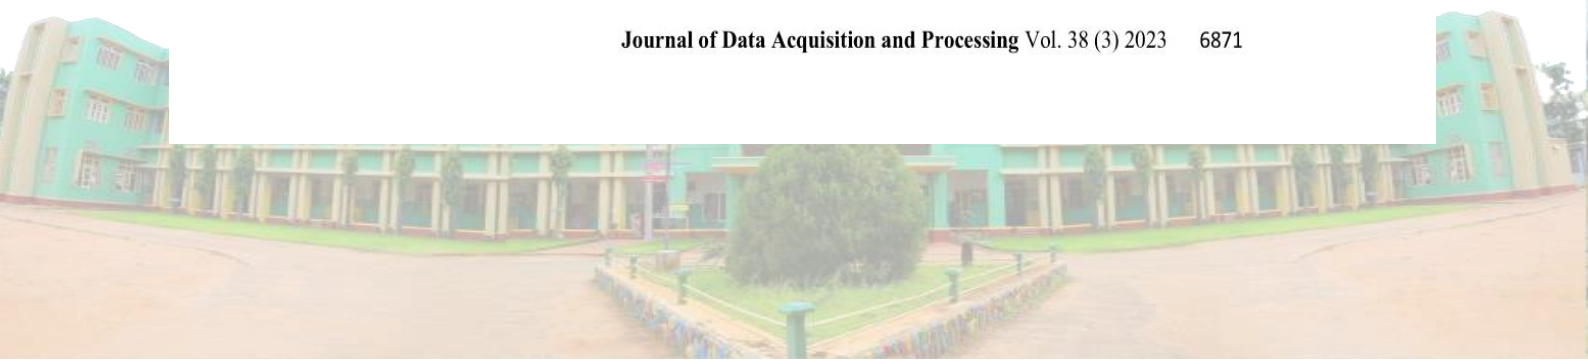 Journal of Data Acquisition and Processing Vol. 38 (3) 2023 6871